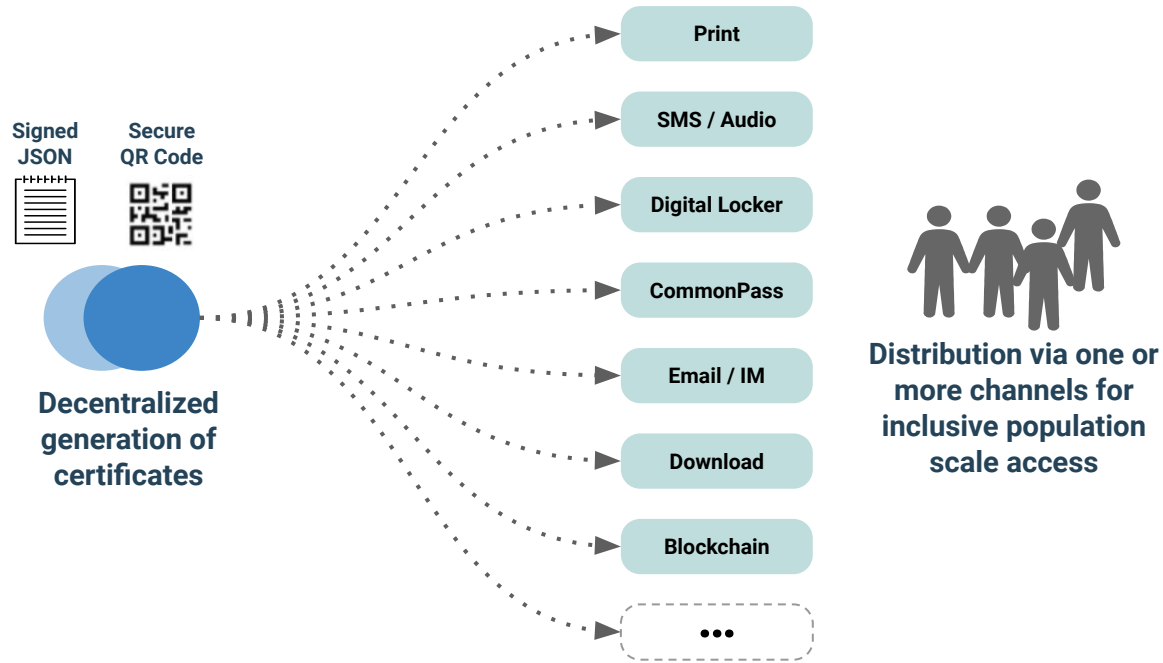 Signed
JSON
Secure
QR Code
Decentralized
generation of
certificates
Print
SMS / Audio
Digital Locker
CommonPass
Email / IM
Download
Blockchain
•••
Distribution via one or
more channels for
inclusive population
scale access